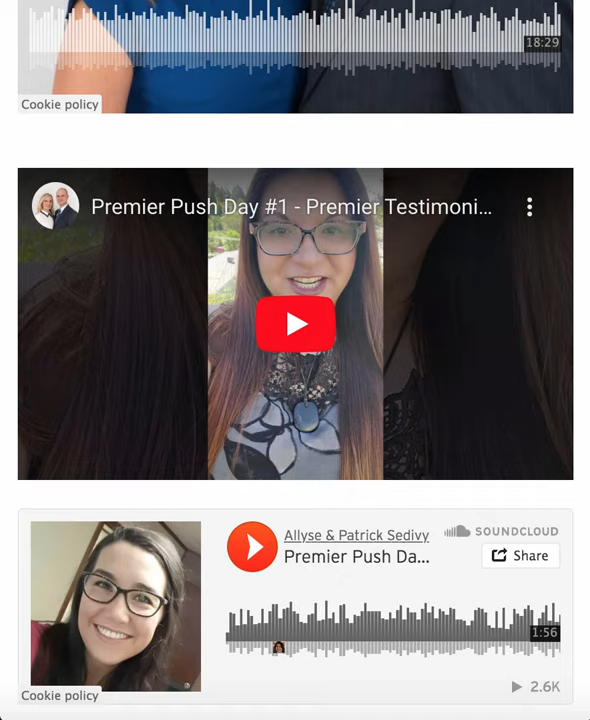 18:29
Cookie policy
Premier Push Day #1 - Premier Testimoni...
Allyse & Patrick Sedivy
SOUNDCLOUD
Premier Push Da...
Share
1:56
2.6K
Cookie policy